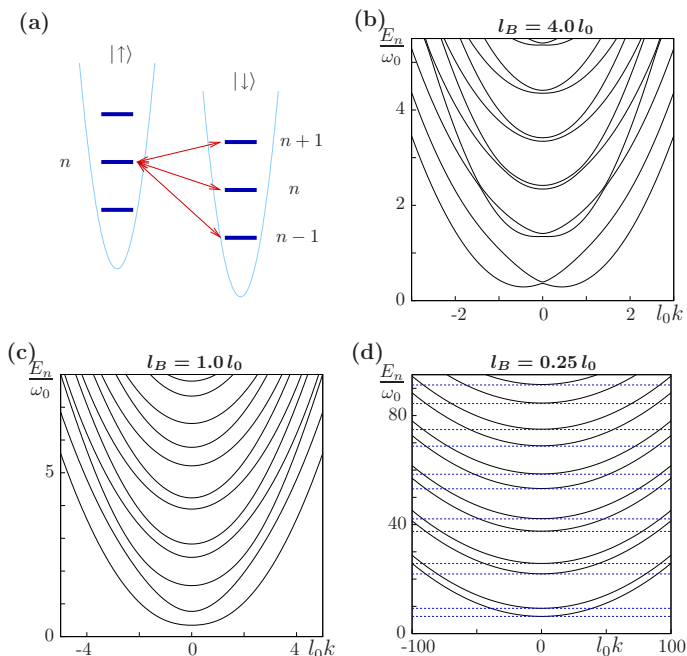 (a)
|↑⟩
|↓⟩
n
n + 1
n
n − 1
(b)
l_B = 4.0 l_0
E_n
ω_0
4
2
0
-2
0
2
l_0k
(c)
l_B = 1.0 l_0
E_n
ω_0
5
0
-4
0
4
l_0k
(d)
l_B = 0.25 l_0
E_n
ω_0
80
40
0
-100
0
100
l_0k